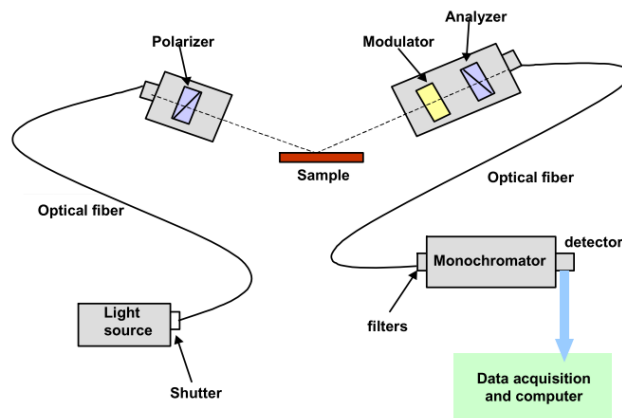 Analyzer
Polarizer
Modulator
Sample
Optical fiber
Optical fiber
detector
Monochromator
Light
source
filters
Shutter
Data acquisition
and computer